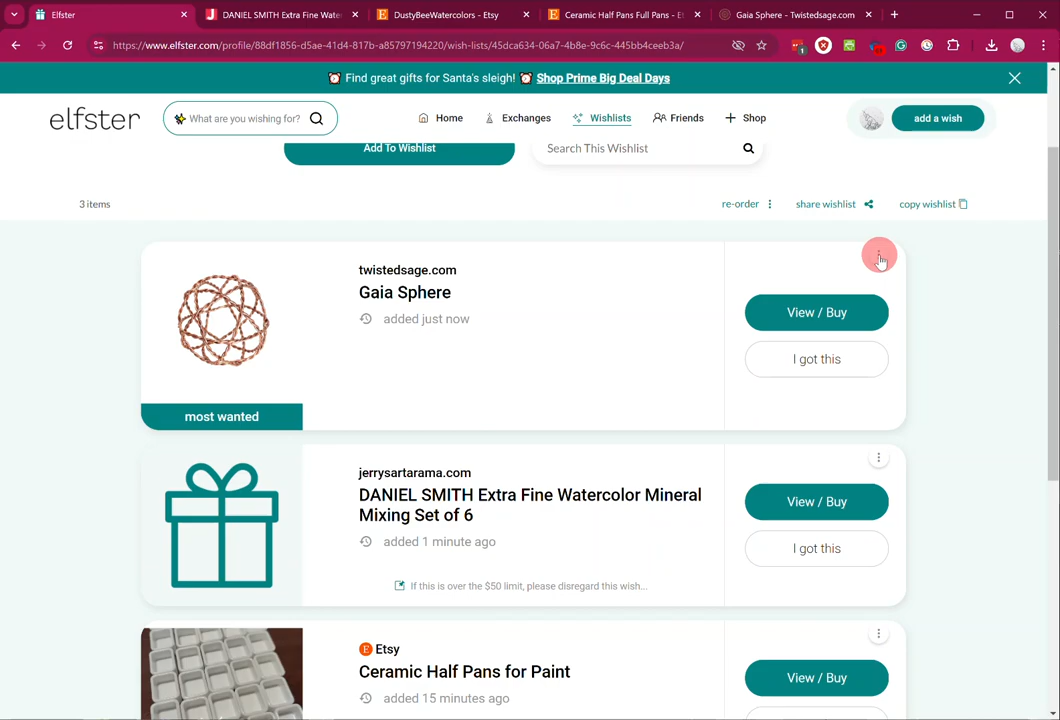 Elfster
DANIEL SMITH Extra Fine Water
DustyBeeWatercolors - Etsy
Ceramic Half Pans Full Pans - E
Gaia Sphere - Twistedsage.com
https://www.elfster.com/profile/88df1856-d5ae-41d4-817b-a85797194220/wish-lists/45dca634-06a7-4b8e-9c6c-445bb4ceeb3a/
Find great gifts for Santa's sleigh! Shop Prime Big Deal Days
elfster
What are you wishing for?
Home
Exchanges
Wishlists
Friends
Shop
add a wish
Add To Wishlist
Search This Wishlist
3 items
re-order
share wishlist
copy wishlist
twistedsage.com
Gaia Sphere
added just now
View / Buy
I got this
most wanted
jerrysartarama.com
DANIEL SMITH Extra Fine Watercolor Mineral
Mixing Set of 6
added 1 minute ago
If this is over the $50 limit, please disregard this wish...
View / Buy
I got this
Etsy
Ceramic Half Pans for Paint
added 15 minutes ago
View / Buy